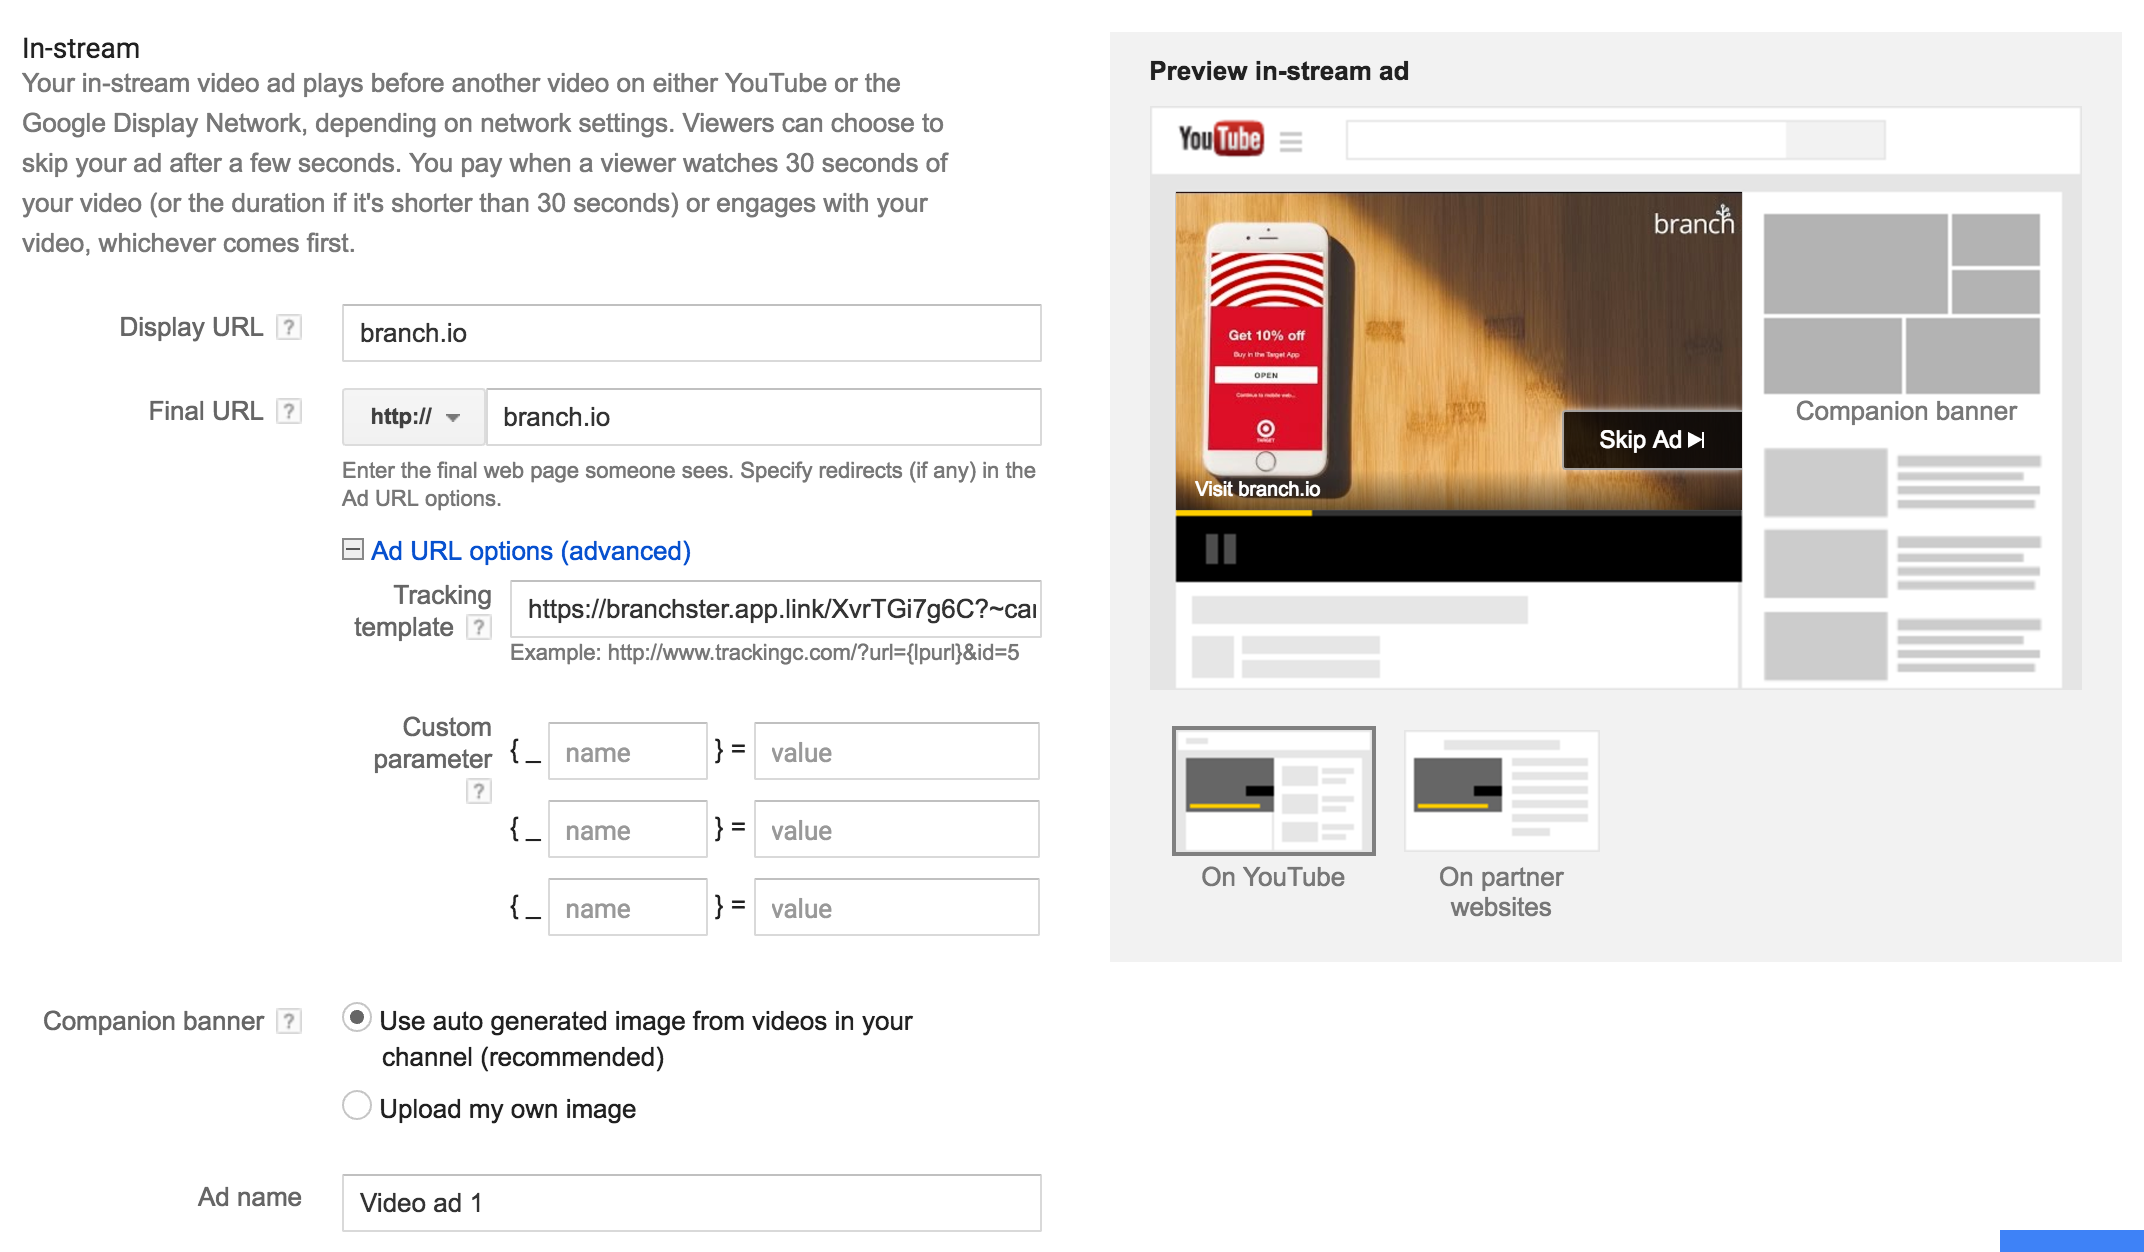 In-stream
Your in-stream video ad plays before another video on either YouTube or the
Google Display Network, depending on network settings. Viewers can choose to
skip your ad after a few seconds. You pay when a viewer watches 30 seconds of
your video (or the duration if it's shorter than 30 seconds) or engages with your
video, whichever comes first.
Display URL ?
branch.io
Final URL ?
http://
branch.io
Enter the final web page someone sees. Specify redirects (if any) in the
Ad URL options.
Ad URL options (advanced)
Tracking
template ?
https://branchster.app.link/XvrTGi7g6C?~cai
Example: http://www.trackingc.com/?url={lpurl}&id=5
Custom
parameter
?
{ _ name } = value
{ _ name } = value
{ _ name } = value
Companion banner ?
Use auto generated image from videos in your
channel (recommended)
Upload my own image
Ad name
Video ad 1
Preview in-stream ad
YouTube
branch
Get 10% off
Buy in the Target App
OPEN
Continue to mobile web...
TARGET
Skip Ad
Visit branch.io
Companion banner
On YouTube
On partner
websites